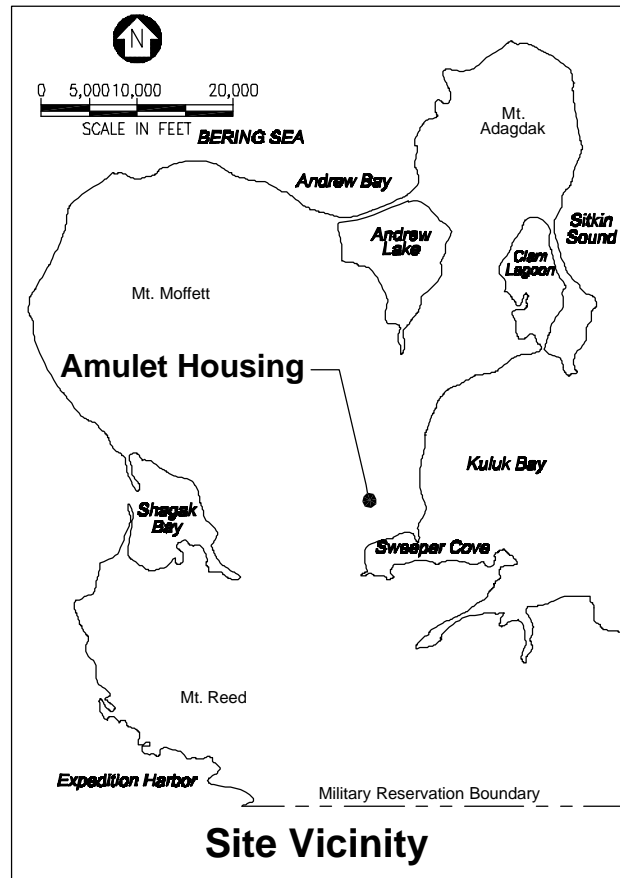 N
0 5,000 10,000 20,000
SCALE IN FEET
BERING SEA
Mt.
Adagdak
Andrew Bay
Andrew
Lake
Sitkin
Sound
Clam
Lagoon
Mt. Moffett
Amulet Housing
Kuluk Bay
Shagak
Bay
Sweeper Cove
Mt. Reed
Expedition Harbor
Military Reservation Boundary
Site Vicinity